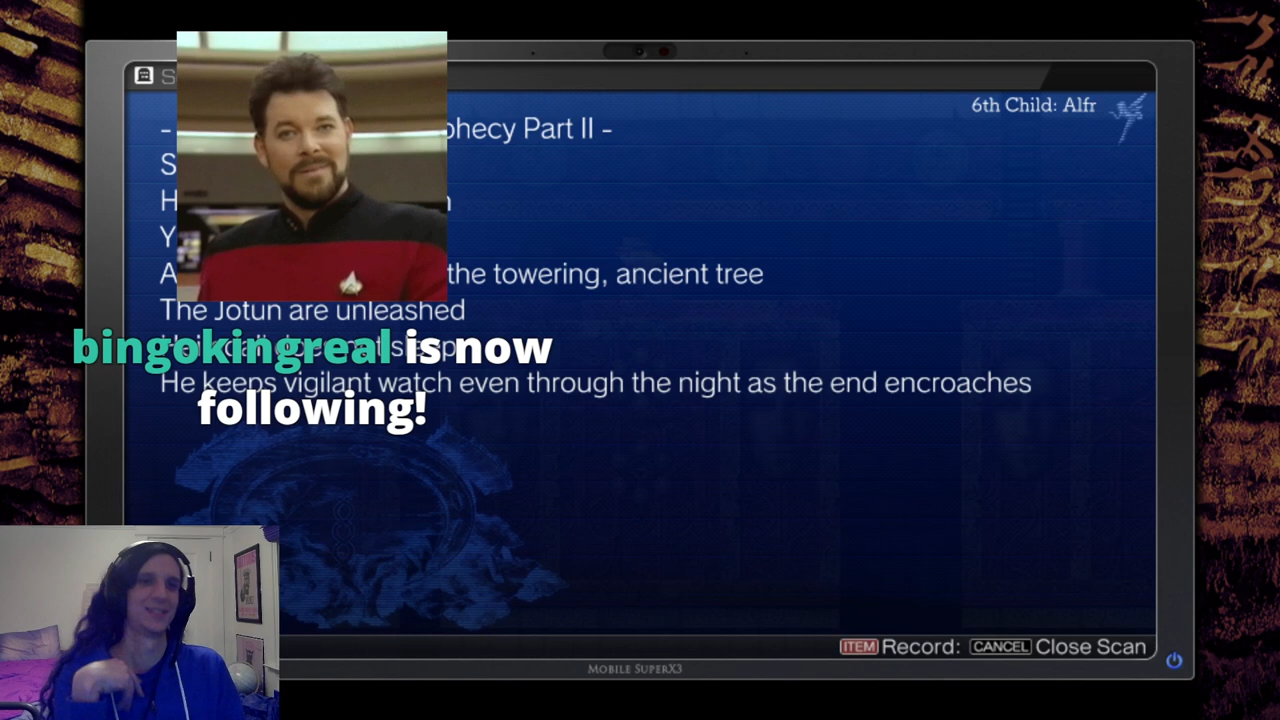 S
6th Child: Alfr
- phecy Part II -
S
H n
Y
A the towering, ancient tree
The Jotun are unleashed
bingokingreal is now
following!
He keeps vigilant watch even through the night as the end encroaches
ITEM Record: CANCEL Close Scan
MOBILE SUPERX3